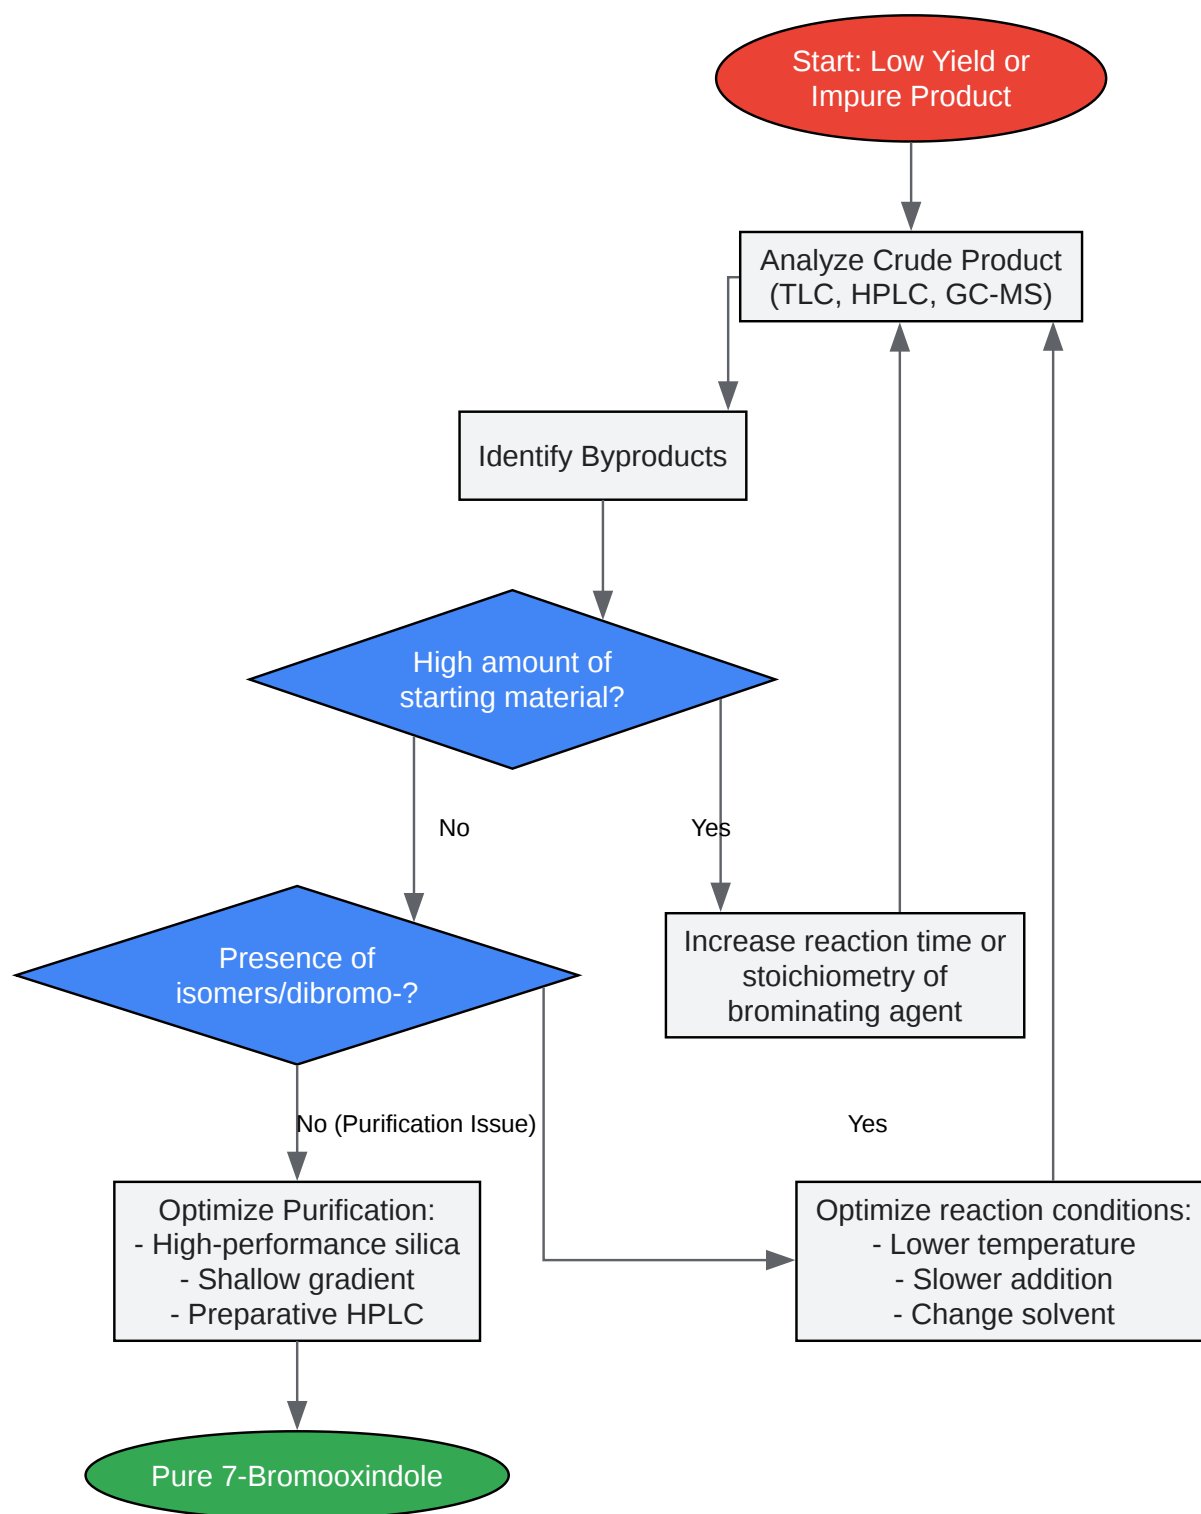 Start: Low Yield or
Impure Product
Analyze Crude Product
(TLC, HPLC, GC-MS)
Identify Byproducts
High amount of
starting material?
No
Yes
Presence of
isomers/dibromo-?
Increase reaction time or
stoichiometry of
brominating agent
No (Purification Issue)
Yes
Optimize Purification:
- High-performance silica
- Shallow gradient
- Preparative HPLC
Optimize reaction conditions:
- Lower temperature
- Slower addition
- Change solvent
Pure 7-Bromooxindole